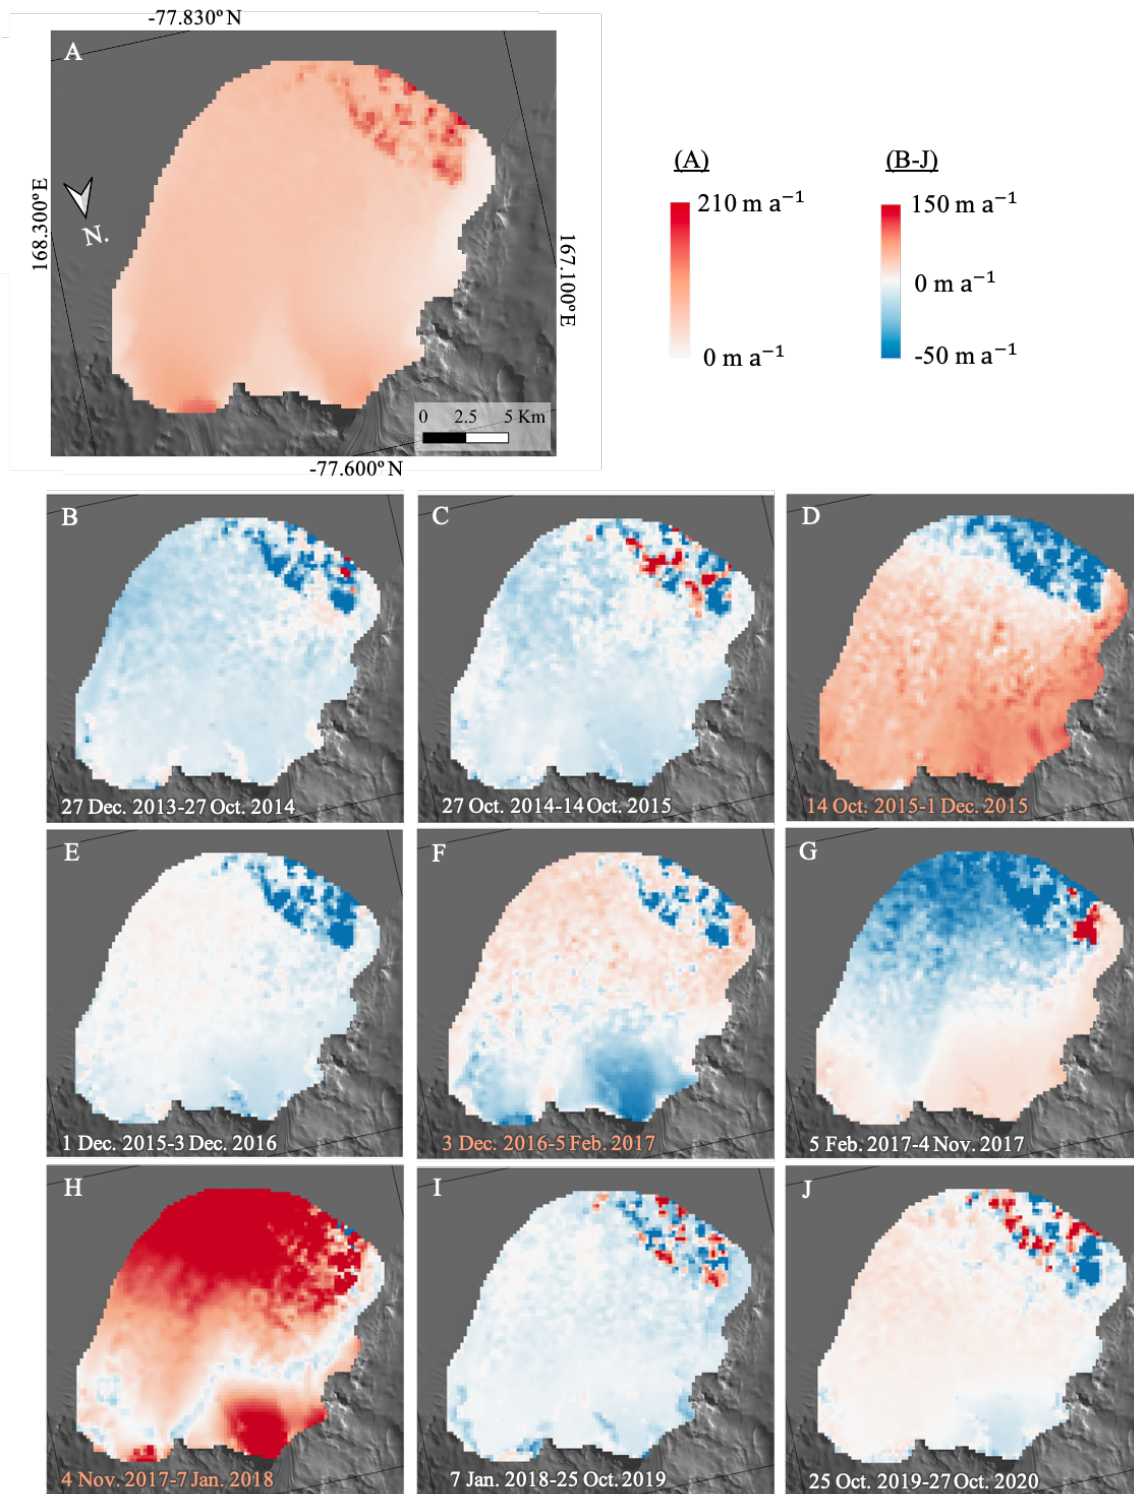 -77.830° N
A
168.300°E
N.
167.100°E
0 2.5 5 Km
-77.600° N
(A)
210 m a⁻¹
0 m a⁻¹
(B-J)
150 m a⁻¹
0 m a⁻¹
-50 m a⁻¹
B
27 Dec. 2013-27 Oct. 2014
C
27 Oct. 2014-14 Oct. 2015
D
14 Oct. 2015-1 Dec. 2015
E
1 Dec. 2015-3 Dec. 2016
F
3 Dec. 2016-5 Feb. 2017
G
5 Feb. 2017-4 Nov. 2017
H
4 Nov. 2017-7 Jan. 2018
I
7 Jan. 2018-25 Oct. 2019
J
25 Oct. 2019-27 Oct. 2020